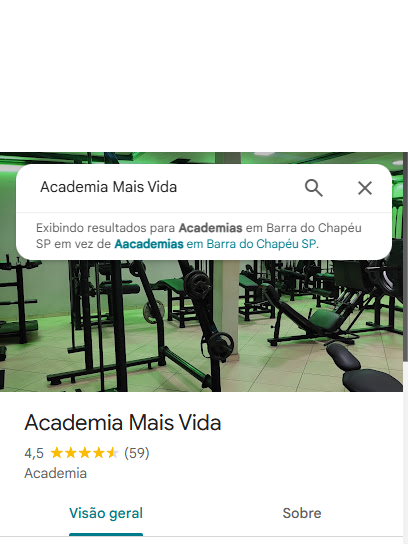 Academia Mais Vida
Exibindo resultados para Academias em Barra do Chapéu
SP em vez de Aacademias em Barra do Chapéu SP.
Academia Mais Vida
4,5 (59)
Academia
Visão geral
Sobre